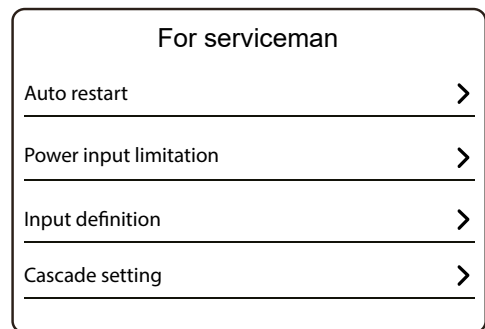 For serviceman
Auto restart
Power input limitation
Input definition
Cascade setting